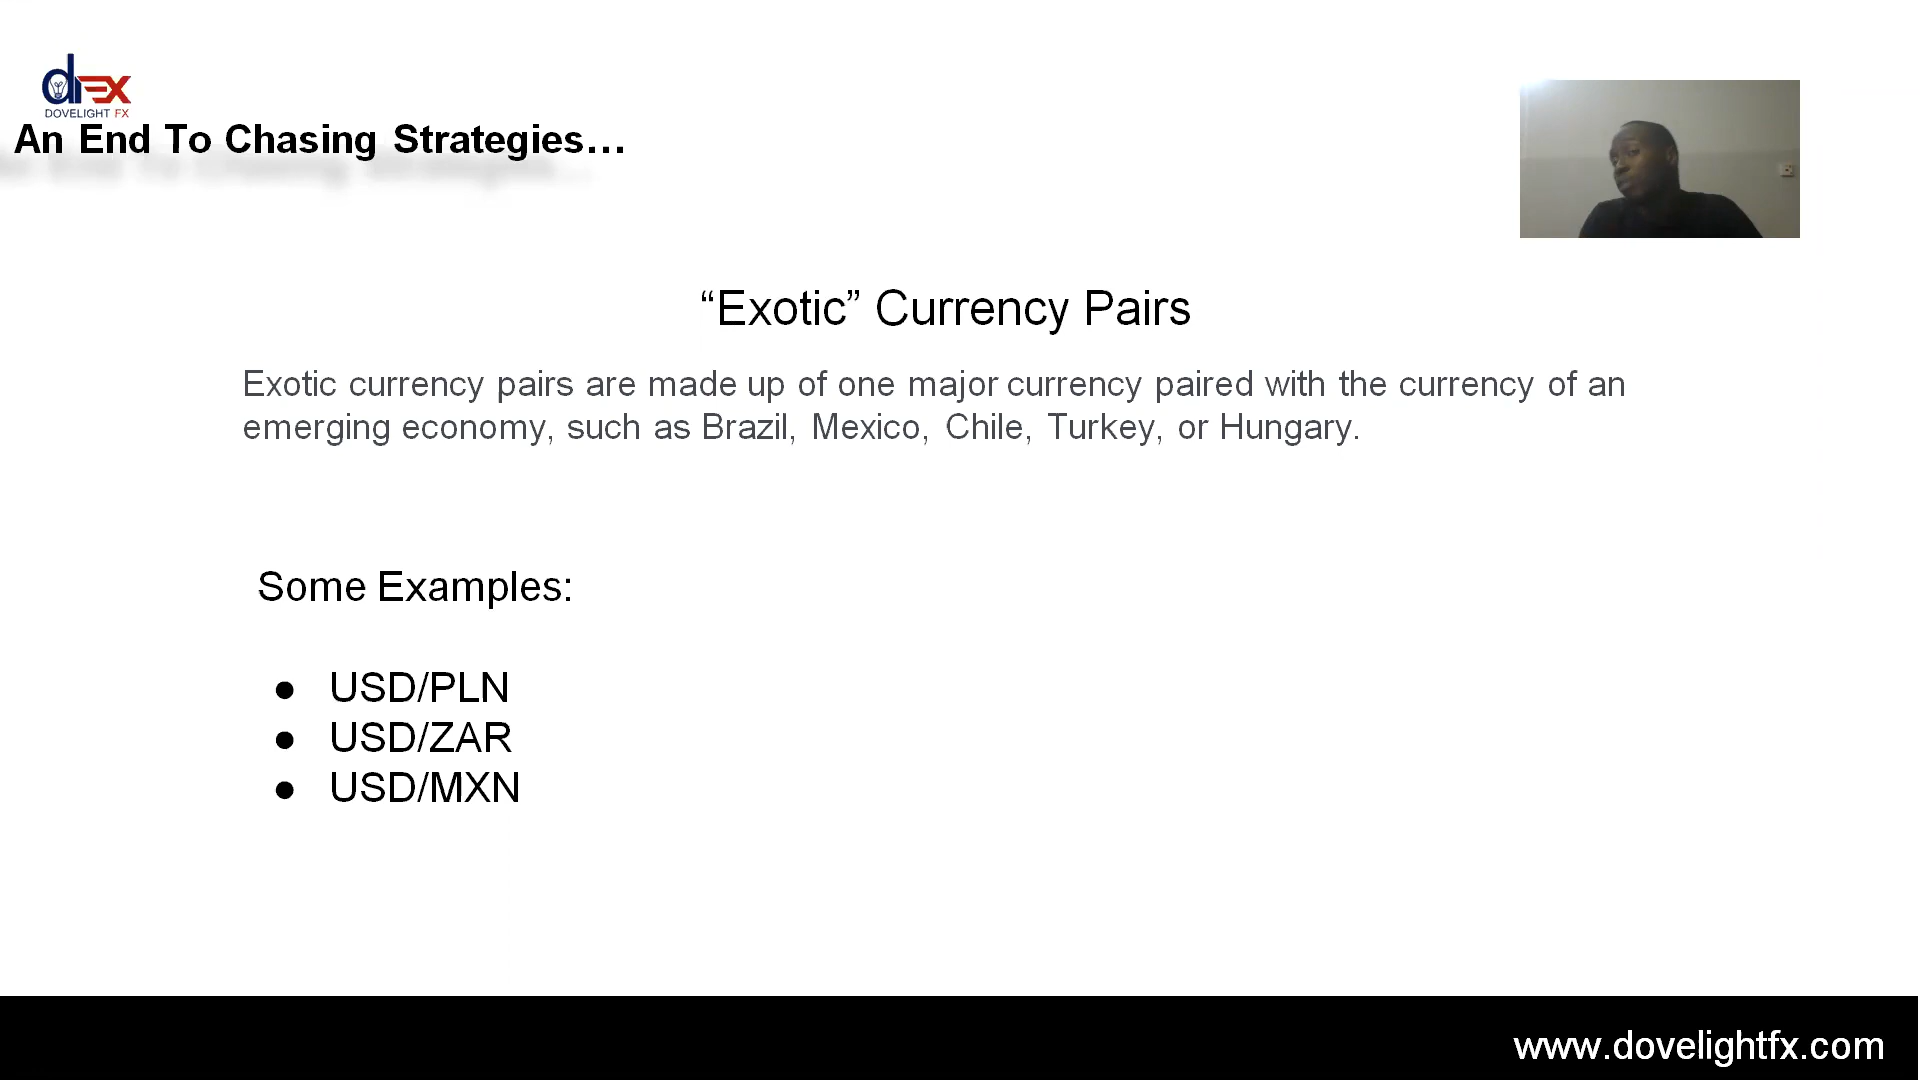 DOVELIGHT FX
An End To Chasing Strategies…
“Exotic” Currency Pairs
Exotic currency pairs are made up of one major currency paired with the currency of an
emerging economy, such as Brazil, Mexico, Chile, Turkey, or Hungary.
Some Examples:
● USD/PLN
● USD/ZAR
● USD/MXN
www.dovelightfx.com